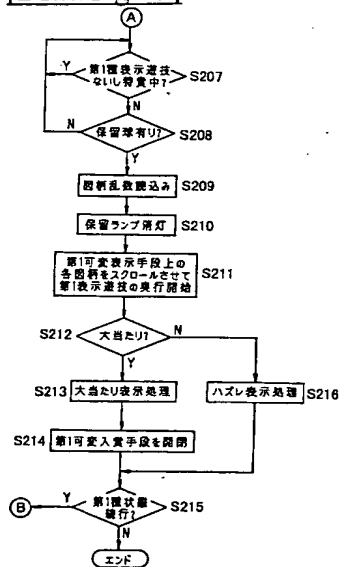 A
第1種表示遊技
ないし特賞中?
Y
S207
N
N
保留球有り?
S208
Y
図柄乱数読込み
S209
保留ランプ消灯
S210
第1可変表示手段上の
各図柄をスクロールさせて
第1表示遊技の奥行開始
S211
S212
大当たり?
N
Y
S213
大当たり表示処理
ハズレ表示処理
S216
S214
第1可変入賞手段を開閉
B
Y
第1種状態
続行?
S215
N
エンド